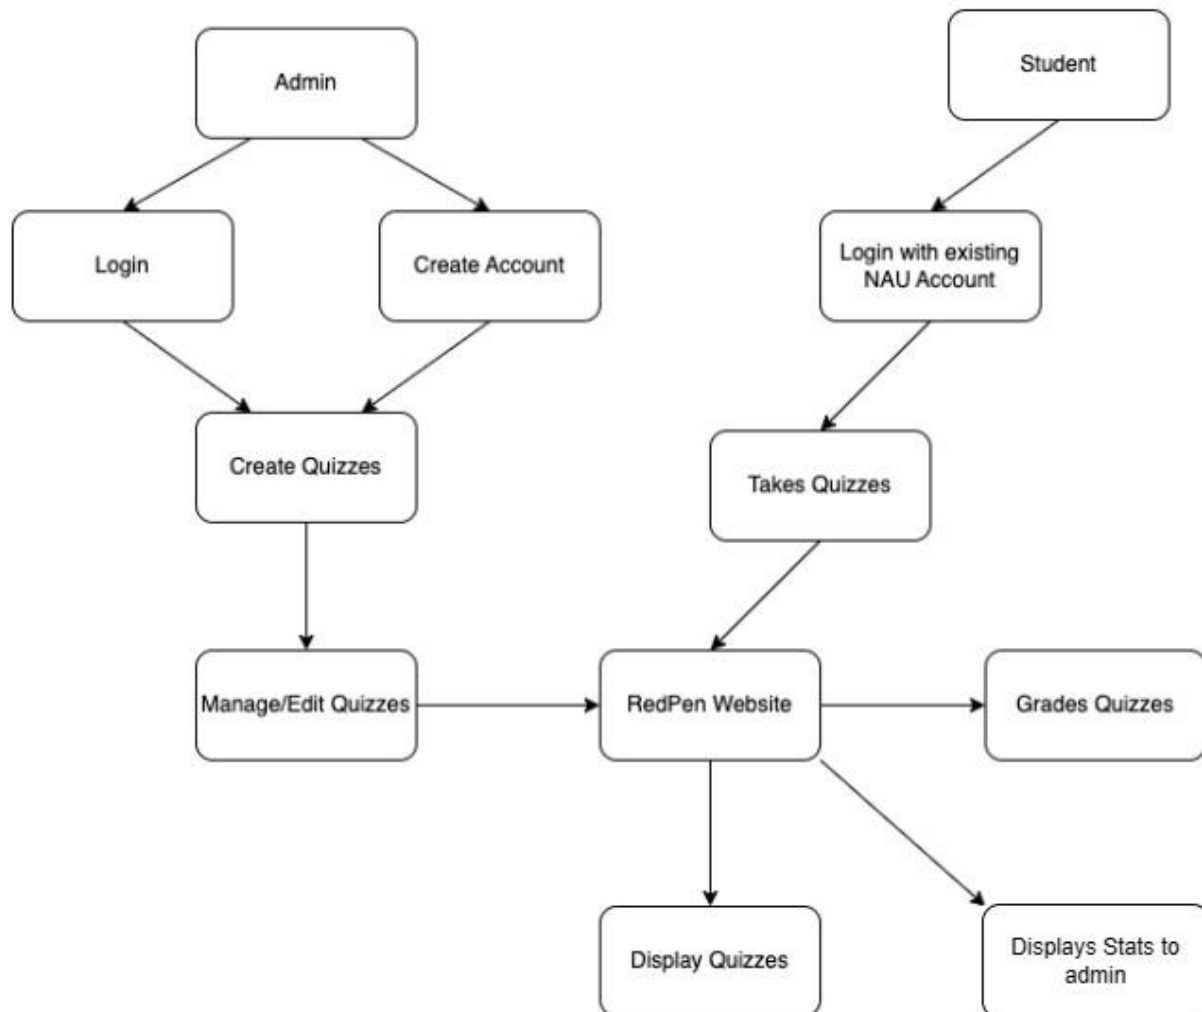 Admin
Student
Login
Create Account
Login with existing
NAU Account
Create Quizzes
Takes Quizzes
Manage/Edit Quizzes
RedPen Website
Grades Quizzes
Display Quizzes
Displays Stats to
admin